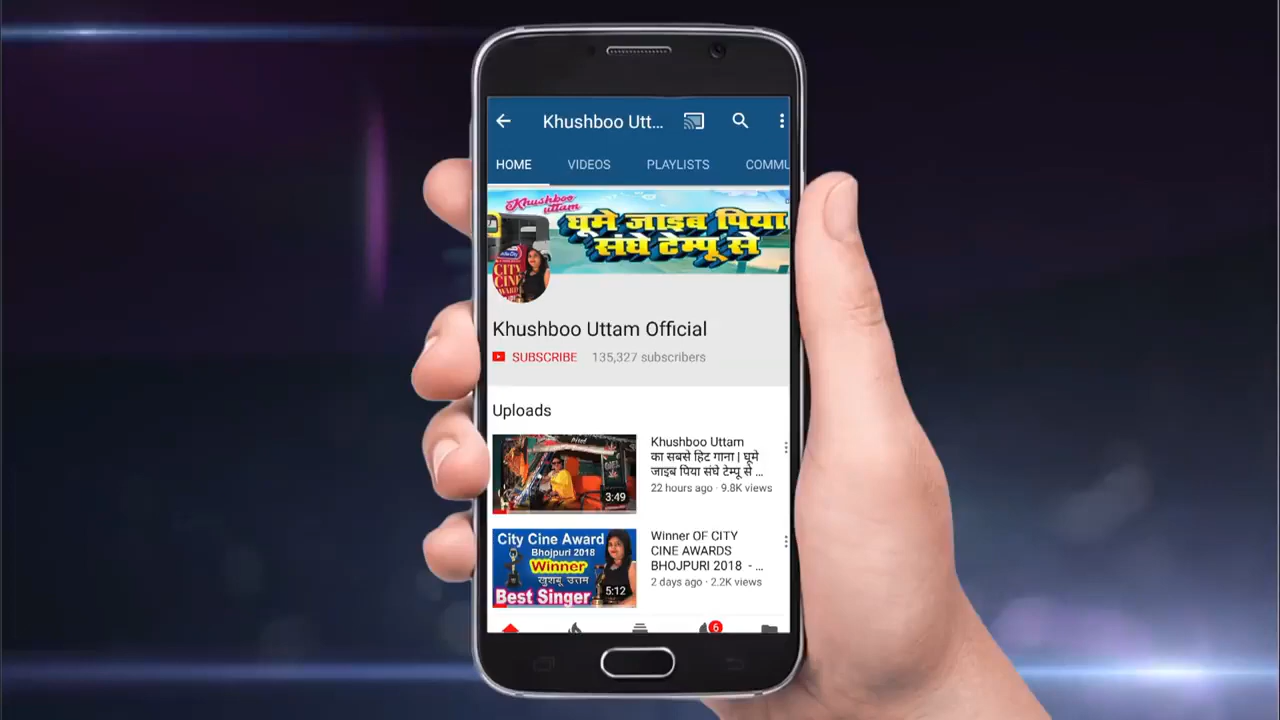 Khushboo Utt...
HOME VIDEOS PLAYLISTS COMMU
Khushboo
uttam
घूमे जाइब पिया
संघे टेम्पू से
CITY
CINE
AWARD
Khushboo Uttam Official
SUBSCRIBE 135,327 subscribers
Uploads
Khushboo Uttam
का सबसे हिट गाना | घूमे
जाइब पिया संघे टेम्पू से ...
22 hours ago · 9.8K views
3:49
City Cine Award
Bhojpuri 2018
Winner
खुशबू उत्तम
Best Singer
5:12
Winner OF CITY
CINE AWARDS
BHOJPURI 2018 - ...
2 days ago · 2.2K views
6